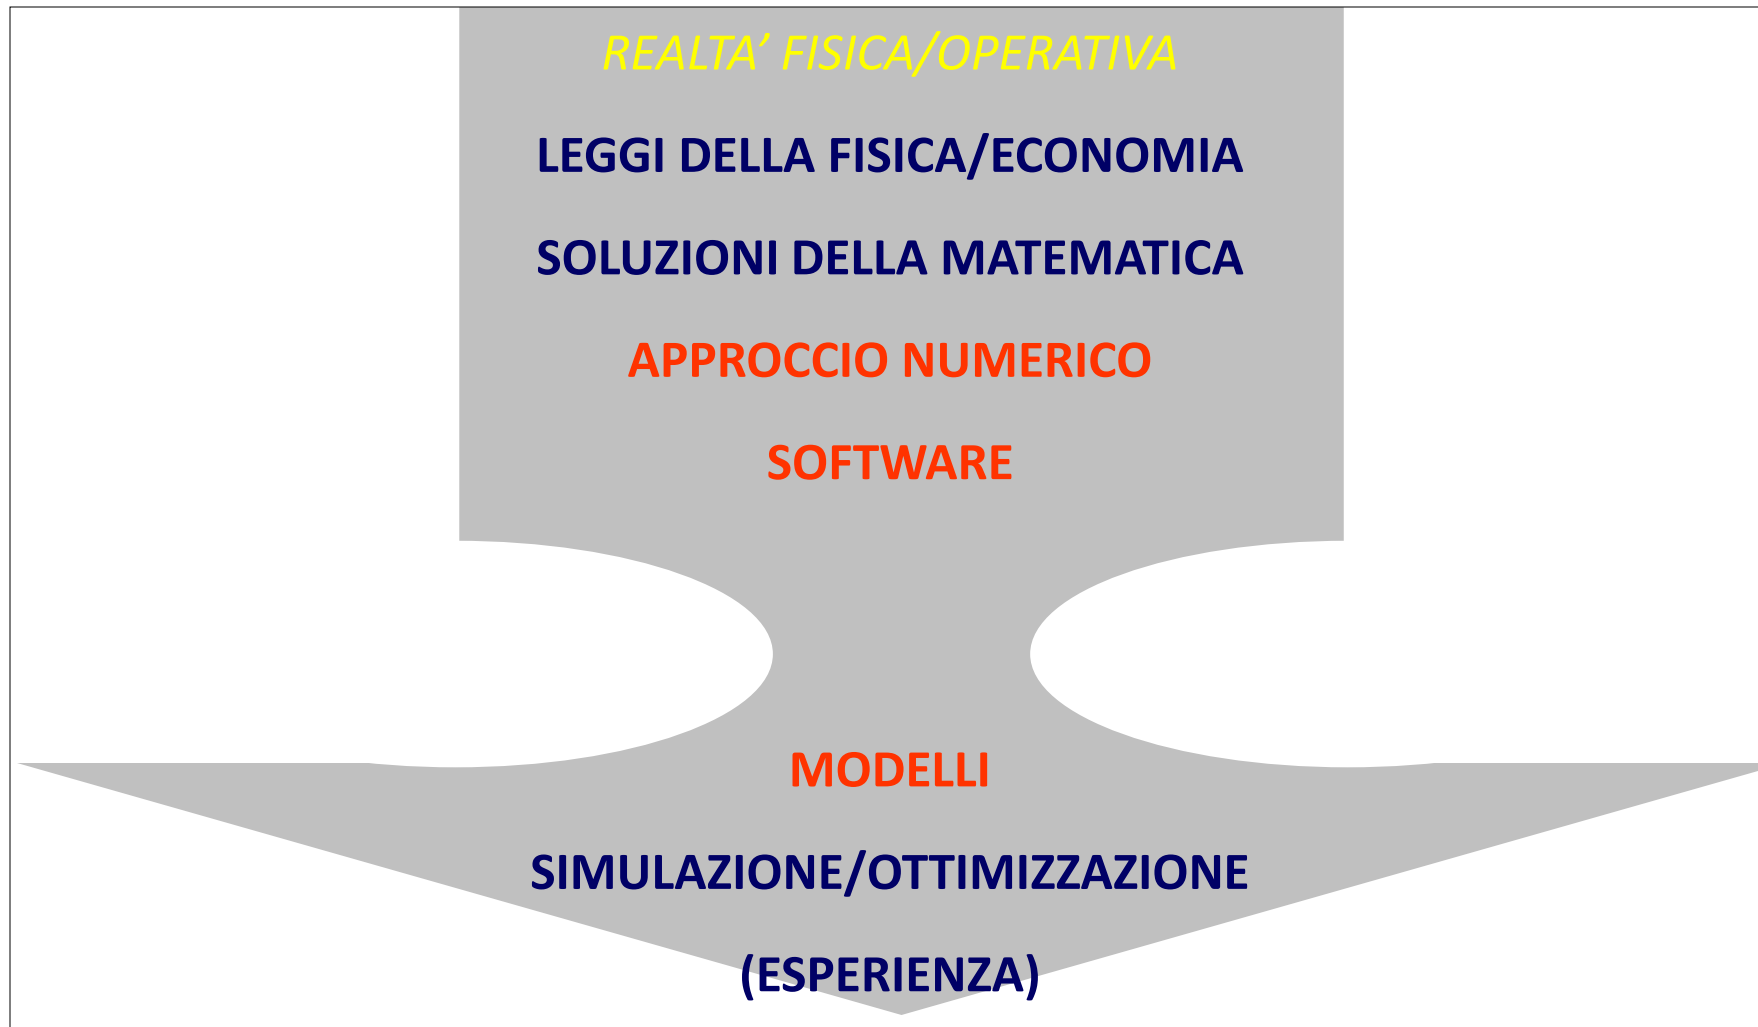 REALTA’ FISICA/OPERATIVA
LEGGI DELLA FISICA/ECONOMIA
SOLUZIONI DELLA MATEMATICA
APPROCCIO NUMERICO
SOFTWARE
MODELLI
SIMULAZIONE/OTTIMIZZAZIONE
(ESPERIENZA)